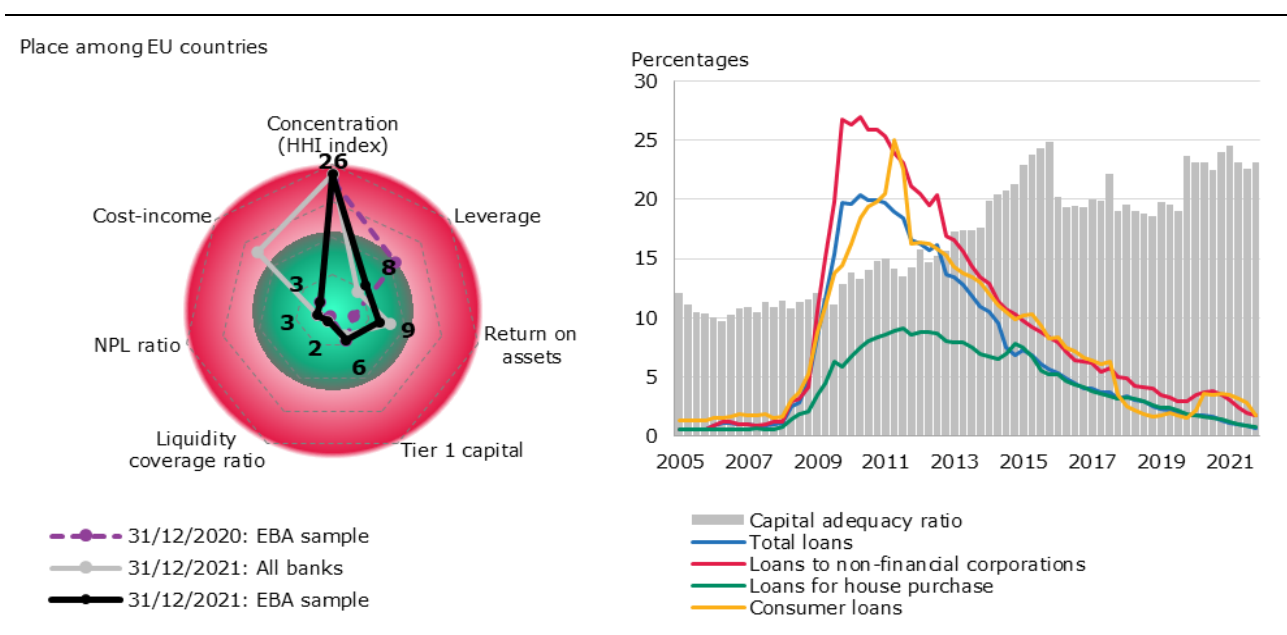 Place among EU countries
Concentration
(HHI index)
26
Cost-income
Leverage
8
3
3
9
NPL ratio
Return on
assets
2
6
Liquidity
coverage ratio
Tier 1 capital
31/12/2020: EBA sample
31/12/2021: All banks
31/12/2021: EBA sample
Percentages
30
25
20
15
10
5
0
2005 2007 2009 2011 2013 2015 2017 2019 2021
Capital adequacy ratio
Total loans
Loans to non-financial corporations
Loans for house purchase
Consumer loans